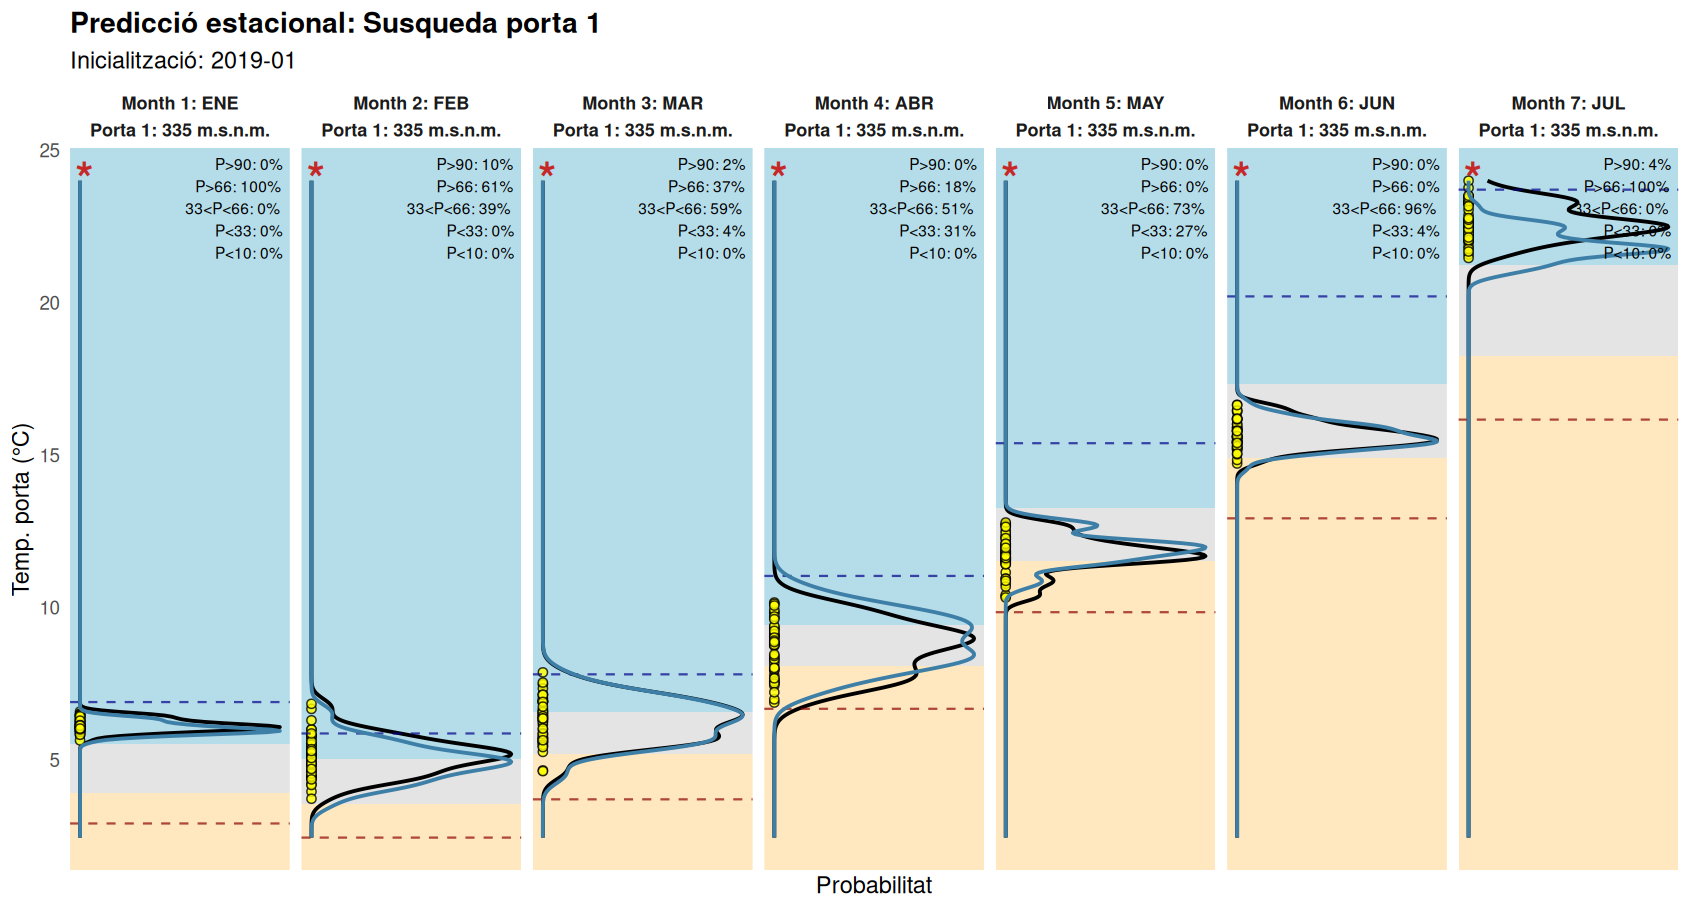 Predicció estacional: Susqueda porta 1
Inicialització: 2019-01
Month 1: ENE
Porta 1: 335 m.s.n.m.
Month 2: FEB
Porta 1: 335 m.s.n.m.
Month 3: MAR
Porta 1: 335 m.s.n.m.
Month 4: ABR
Porta 1: 335 m.s.n.m.
Month 5: MAY
Porta 1: 335 m.s.n.m.
Month 6: JUN
Porta 1: 335 m.s.n.m.
Month 7: JUL
Porta 1: 335 m.s.n.m.
Temp. porta (°C)
25
20
15
10
5
*
P>90: 0%
P>66: 100%
33<P<66: 0%
P<33: 0%
P<10: 0%
*
P>90: 10%
P>66: 61%
33<P<66: 39%
P<33: 0%
P<10: 0%
*
P>90: 2%
P>66: 37%
33<P<66: 59%
P<33: 4%
P<10: 0%
*
P>90: 0%
P>66: 18%
33<P<66: 51%
P<33: 31%
P<10: 0%
*
P>90: 0%
P>66: 0%
33<P<66: 73%
P<33: 27%
P<10: 0%
*
P>90: 0%
P>66: 0%
33<P<66: 96%
P<33: 4%
P<10: 0%
*
P>90: 4%
P>66: 100%
33<P<66: 0%
P<33: 0%
P<10: 0%
Probabilitat